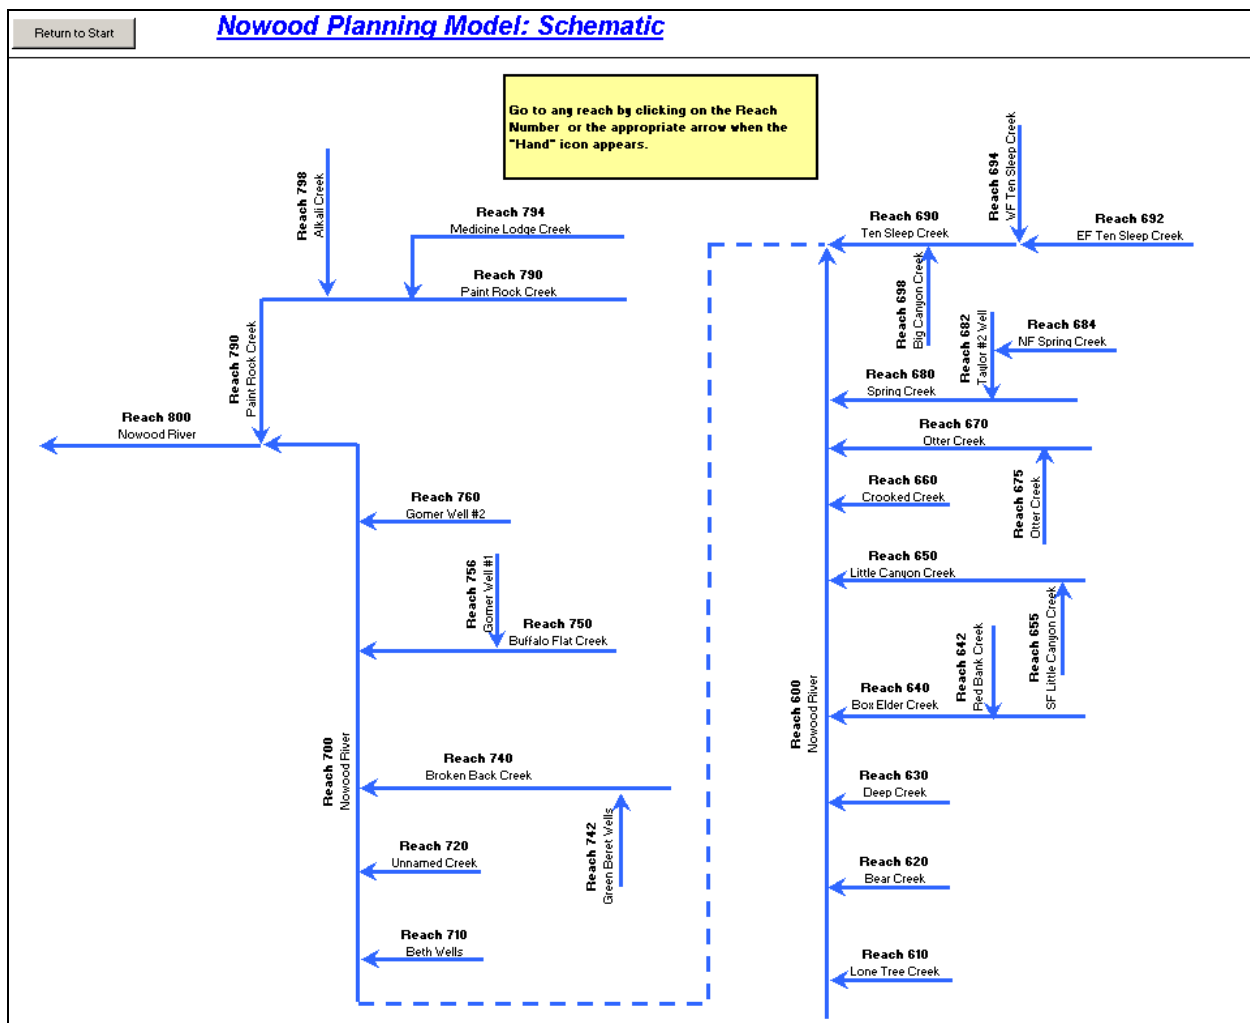 Return to Start
Nowood Planning Model: Schematic
Go to any reach by clicking on the Reach
Number or the appropriate arrow when the
"Hand" icon appears.
Reach 798
Alkali Creek
Reach 794
Medicine Lodge Creek
Reach 790
Paint Rock Creek
Reach 790
Paint Rock Creek
Reach 800
Nowood River
Reach 760
Gomer Well #2
Reach 756
Gomer Well #1
Reach 750
Buffalo Flat Creek
Reach 700
Nowood River
Reach 740
Broken Back Creek
Reach 742
Green Beret Wells
Reach 720
Unnamed Creek
Reach 710
Beth Wells
Reach 690
Ten Sleep Creek
Reach 694
WF Ten Sleep Creek
Reach 692
EF Ten Sleep Creek
Reach 698
Big Canyon Creek
Reach 682
Taylor #2 Well
Reach 684
NF Spring Creek
Reach 680
Spring Creek
Reach 670
Otter Creek
Reach 675
Otter Creek
Reach 660
Crooked Creek
Reach 650
Little Canyon Creek
Reach 655
SF Little Canyon Creek
Reach 642
Red Bank Creek
Reach 640
Box Elder Creek
Reach 600
Nowood River
Reach 630
Deep Creek
Reach 620
Bear Creek
Reach 610
Lone Tree Creek